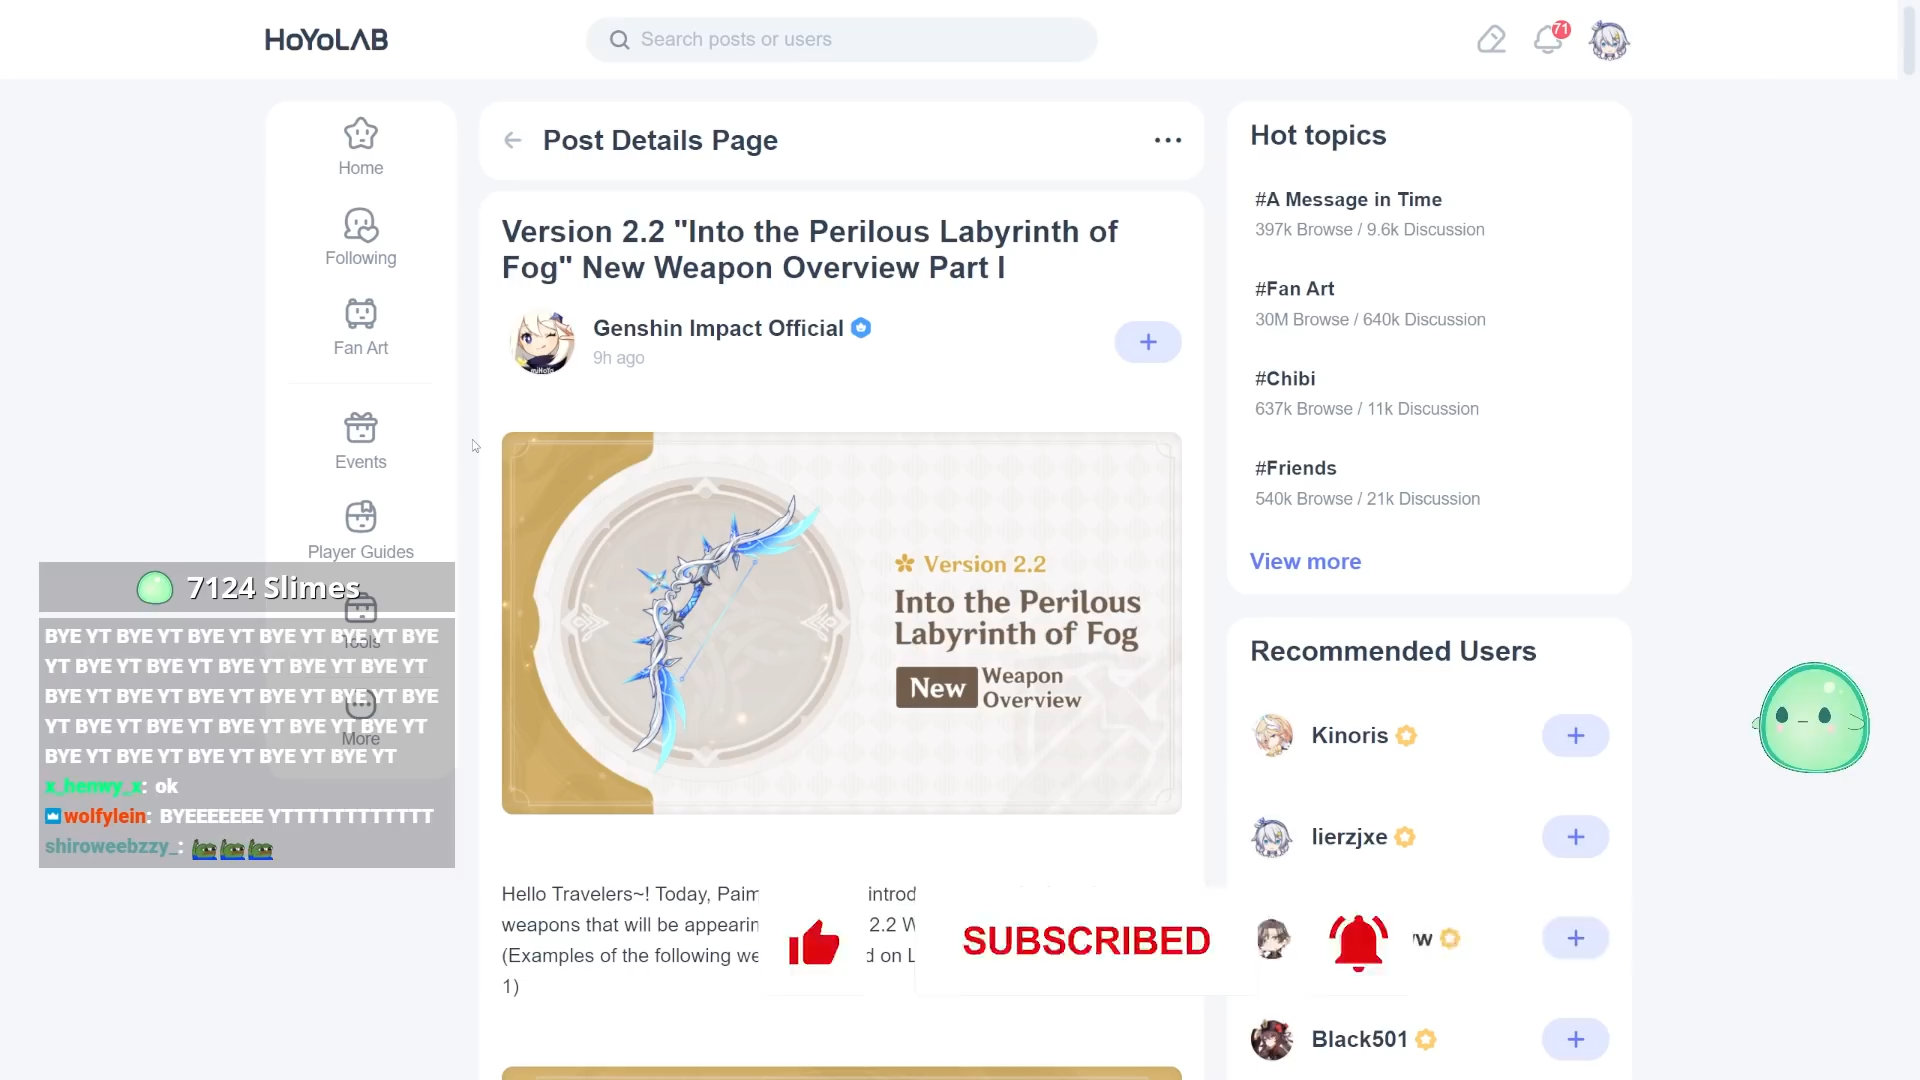 HoYoLAB
Search posts or users
71
Home
Following
Fan Art
Events
Player Guides
Tools
More
Post Details Page
Version 2.2 "Into the Perilous Labyrinth of
Fog" New Weapon Overview Part I
Genshin Impact Official
9h ago
miHoYo
Version 2.2
Into the Perilous
Labyrinth of Fog
New Weapon
Overview
Hello Travelers~! Today, Paim introd
weapons that will be appearin 2.2 W
(Examples of the following we d on L
1)
SUBSCRIBED
Hot topics
#A Message in Time
397k Browse / 9.6k Discussion
#Fan Art
30M Browse / 640k Discussion
#Chibi
637k Browse / 11k Discussion
#Friends
540k Browse / 21k Discussion
View more
Recommended Users
Kinoris
lierzjxe
w
Black501
7124 Slimes
BYE YT BYE YT BYE YT BYE YT BYE YT BYE
YT BYE YT BYE YT BYE YT BYE YT BYE YT
BYE YT BYE YT BYE YT BYE YT BYE YT BYE
YT BYE YT BYE YT BYE YT BYE YT BYE YT
BYE YT BYE YT BYE YT BYE YT BYE YT
x_henwy_x: ok
wolfylein: BYEEEEEEE YTTTTTTTTTTTT
shiroweebzzy_: